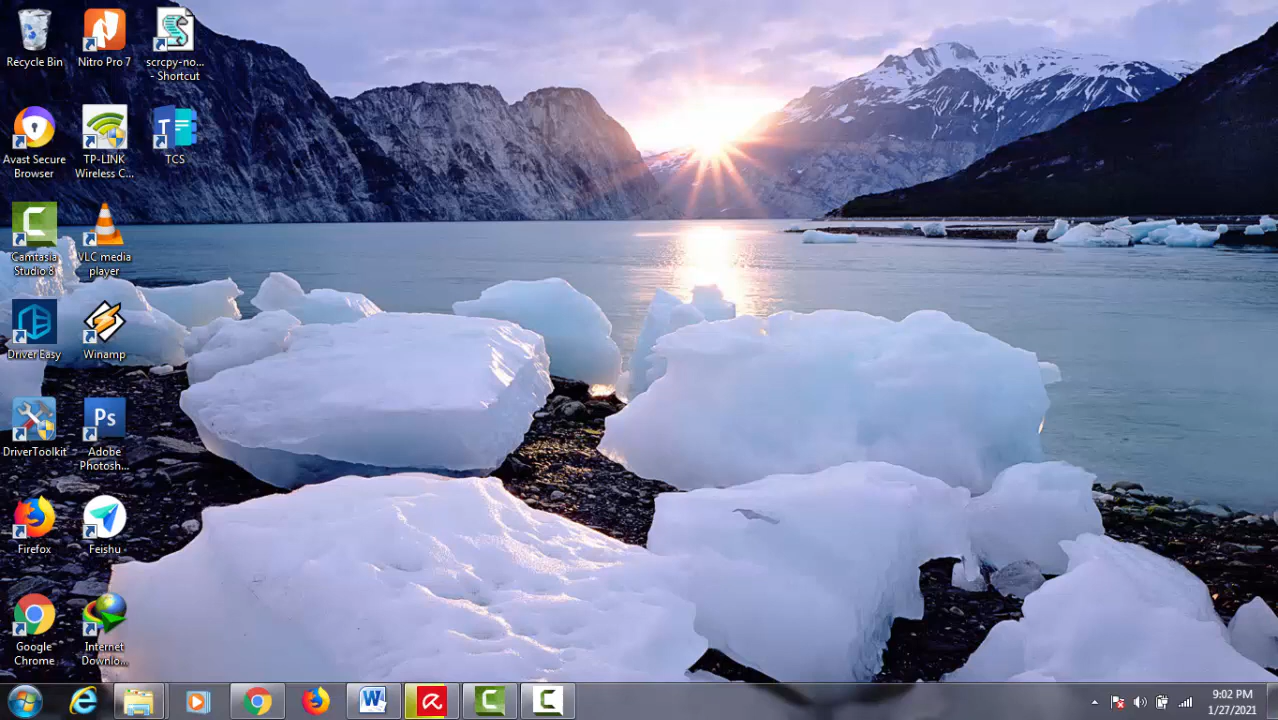 Recycle Bin
Nitro Pro 7
scrcpy-no...
- Shortcut
Avast Secure
Browser
TP-LINK
Wireless C...
TCS
Camtasia
Studio 8
VLC media
player
Driver Easy
Winamp
DriverToolkit
Ps
Adobe
Photosh...
Firefox
Feishu
Google
Chrome
Internet
Downlo...
9:02 PM
1/27/2021